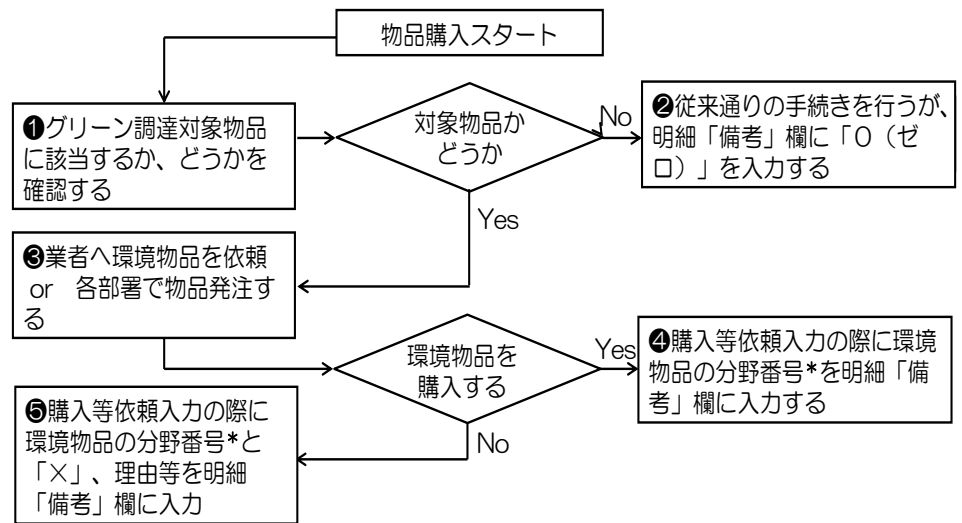 物品購入スタート
❶グリーン調達対象物品
に該当するか、どうかを
確認する
対象物品か
どうか
No
❷従来通りの手続きを行うが、
明細「備考」欄に「0（ゼ
ロ）」を入力する
Yes
❸業者へ環境物品を依頼
or　各部署で物品発注す
る
環境物品を
購入する
Yes
❹購入等依頼入力の際に環境
物品の分野番号*を明細「備
考」欄に入力する
No
❺購入等依頼入力の際に
環境物品の分野番号*と
「×」、理由等を明細
「備考」欄に入力